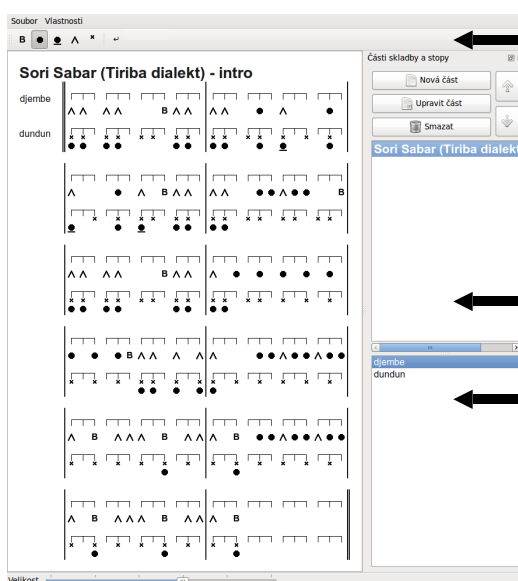 Soubor Vlastnosti
B
Části skladby a stopy
Nová část
Upravit část
Smazat
Sori Sabar (Tiriba dialekt) - intro
djembe
B
dundun
B B
B
B
B B
B B
Sori Sabar (Tiriba dialekt
djembe
dundun
Velikost